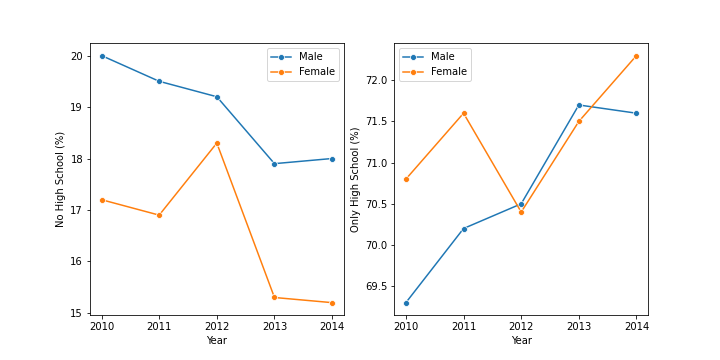 Male
Female
20
19
18
17
16
15
No High School (%)
2010 2011 2012 2013 2014
Year
Male
Female
72.0
71.5
71.0
70.5
70.0
69.5
Only High School (%)
2010 2011 2012 2013 2014
Year